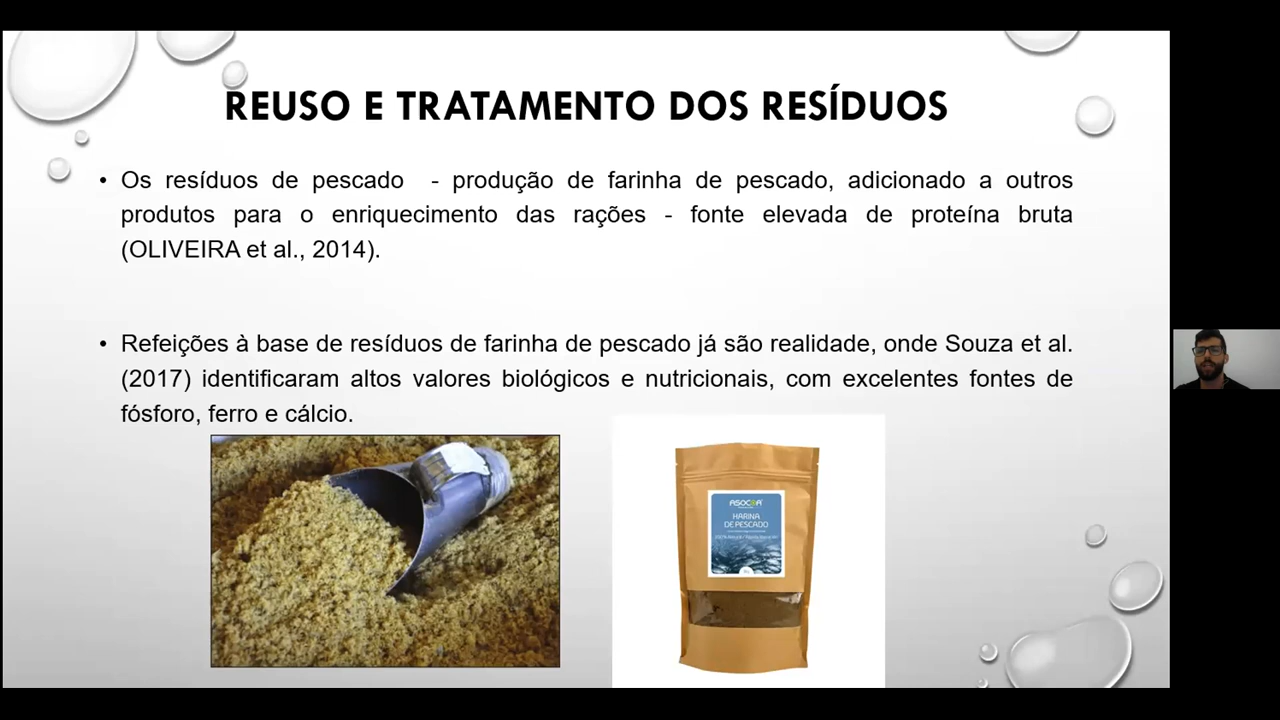 REUSO E TRATAMENTO DOS RESÍDUOS
• Os resíduos de pescado - produção de farinha de pescado, adicionado a outros
produtos para o enriquecimento das rações - fonte elevada de proteína bruta
(OLIVEIRA et al., 2014).
• Refeições à base de resíduos de farinha de pescado já são realidade, onde Souza et al.
(2017) identificaram altos valores biológicos e nutricionais, com excelentes fontes de
fósforo, ferro e cálcio.
ASOCOA
HARINA
DE PESCADO